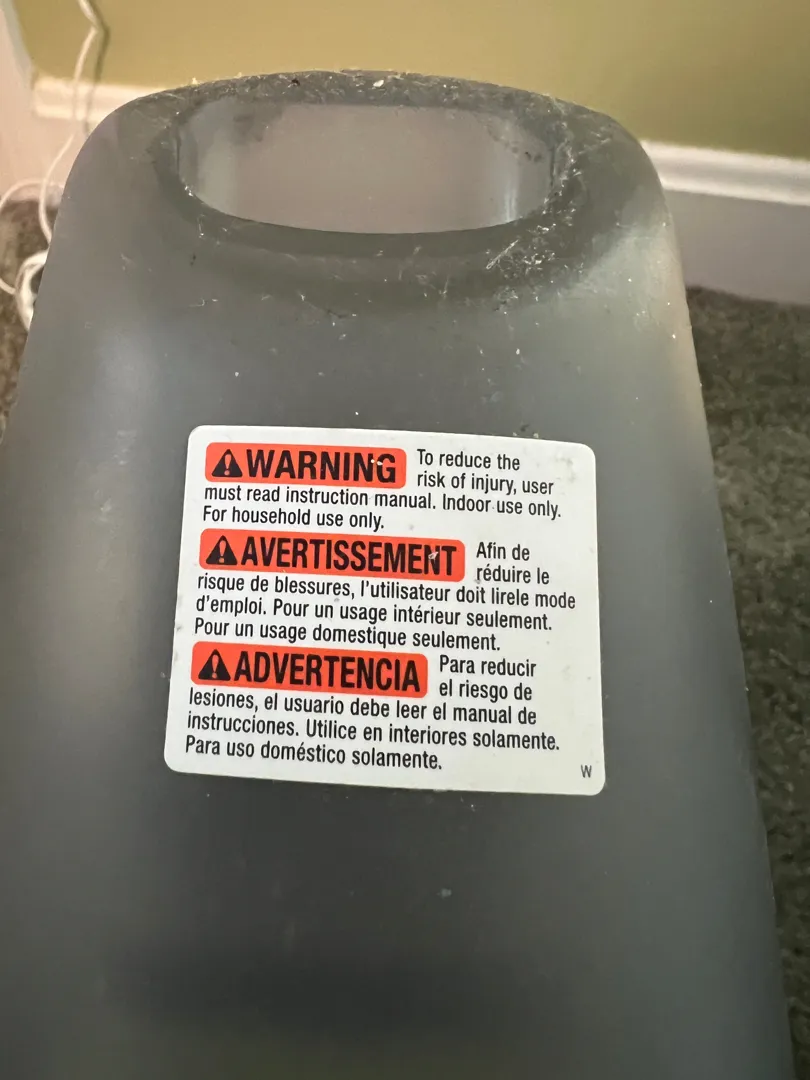 WARNING To reduce the
risk of injury, user
must read instruction manual. Indoor use only.
For household use only.
AVERTISSEMENT Afin de
réduire le
risque de blessures, l'utilisateur doit lirele mode
d'emploi. Pour un usage intérieur seulement.
Pour un usage domestique seulement.
ADVERTENCIA Para reducir
el riesgo de
lesiones, el usuario debe leer el manual de
instrucciones. Utilice en interiores solamente.
Para uso doméstico solamente.
W